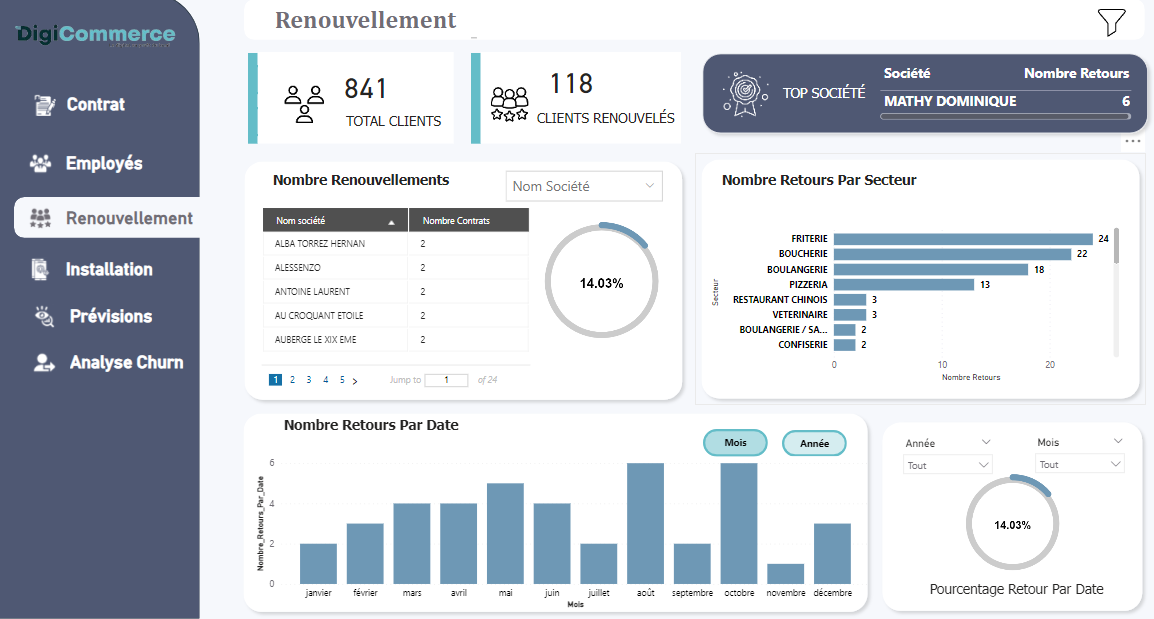 DigiCommerce
Contrat
Employés
Renouvellement
Installation
Prévisions
Analyse Churn
Renouvellement
841
TOTAL CLIENTS
118
CLIENTS RENOUVELÉS
TOP SOCIÉTÉ
Société Nombre Retours
MATHY DOMINIQUE 6
Nombre Renouvellements
Nom Société
Nom société Nombre Contrats
ALBA TORREZ HERNAN 2
ALESSENZO 2
ANTOINE LAURENT 2
AU CROQUANT ETOILE 2
AUBERGE LE XIX EME 2
1 2 3 4 5 > Jump to 1 of 24
14.03%
Nombre Retours Par Secteur
Secteur
FRITERIE 24
BOUCHERIE 22
BOULANGERIE 18
PIZZERIA 13
RESTAURANT CHINOIS 3
VETERINAIRE 3
BOULANGERIE / SA... 2
CONFISERIE 2
0 10 20
Nombre Retours
Nombre Retours Par Date
Mois Année
Nombre_Retours_Par_Date
6
4
2
0
janvier février mars avril mai juin juillet août septembre octobre novembre décembre
Mois
Année Mois
Tout Tout
14.03%
Pourcentage Retour Par Date